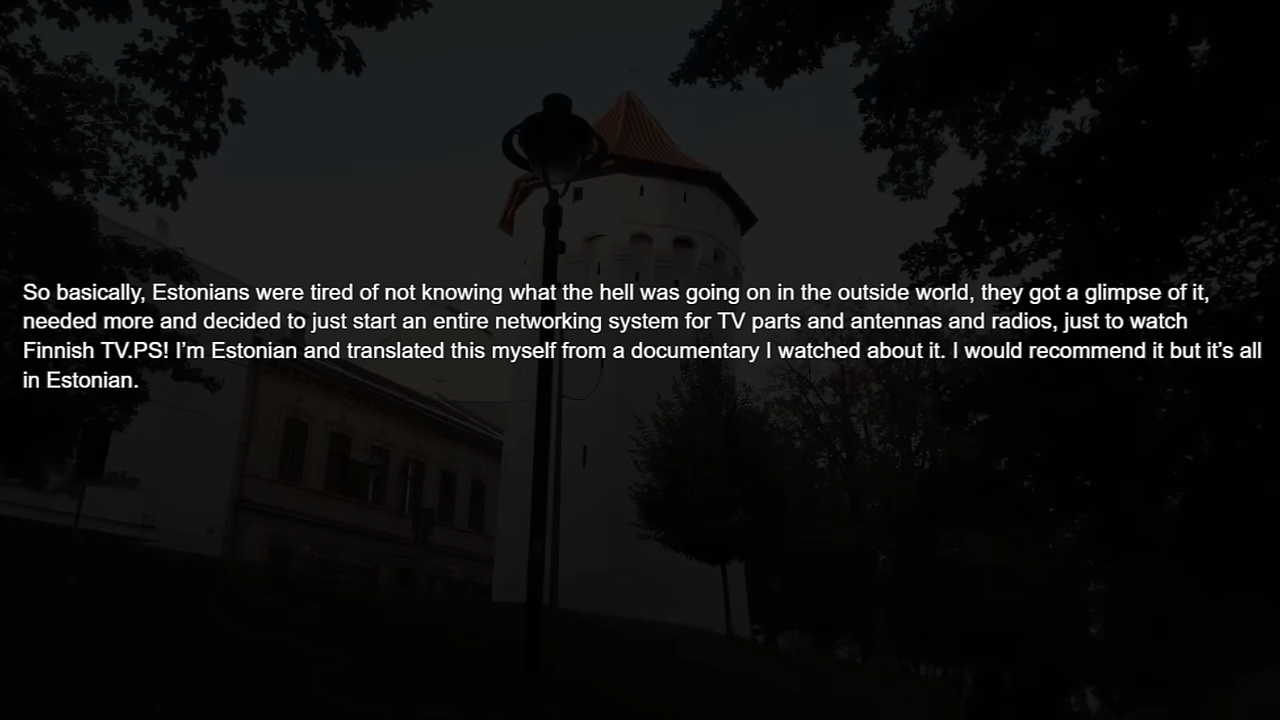 So basically, Estonians were tired of not knowing what the hell was going on in the outside world, they got a glimpse of it,
needed more and decided to just start an entire networking system for TV parts and antennas and radios, just to watch
Finnish TV.PS! I’m Estonian and translated this myself from a documentary I watched about it. I would recommend it but it’s all
in Estonian.